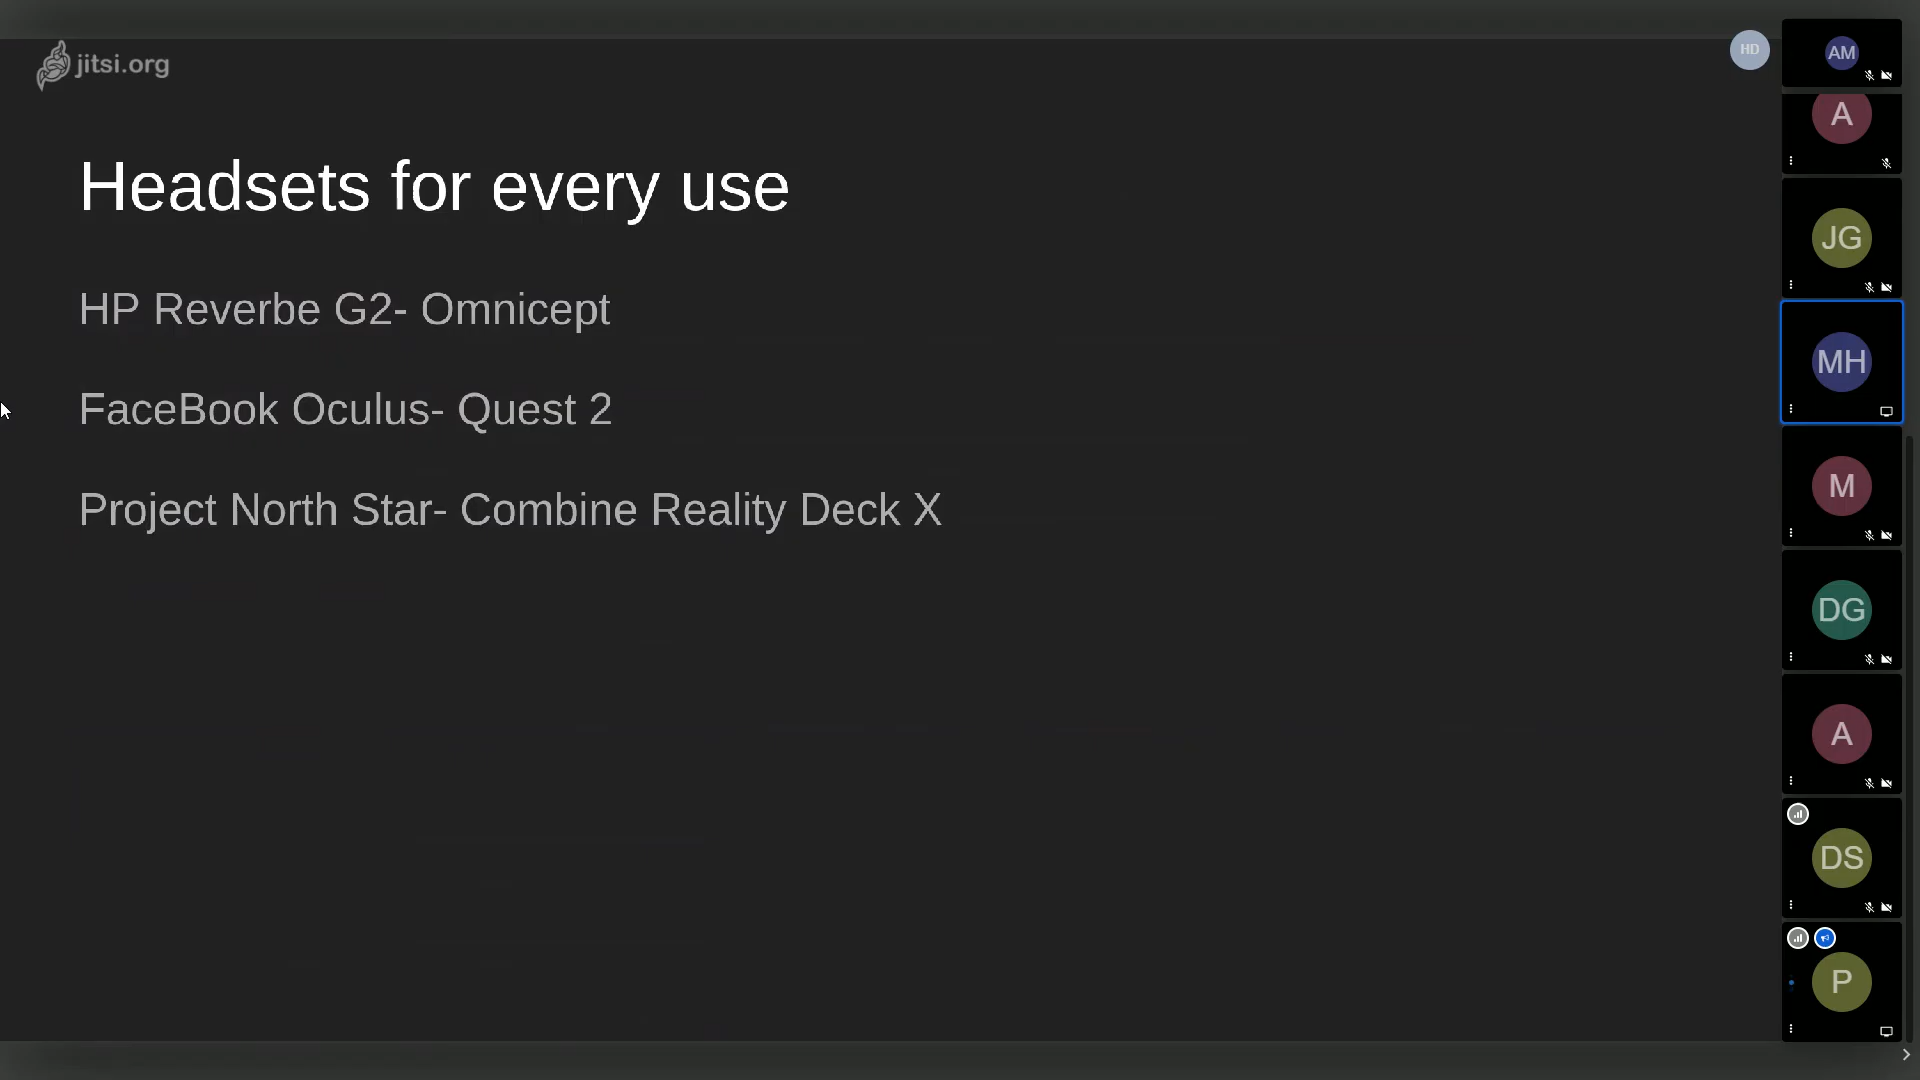 jitsi.org
HD
AM
A
Headsets for every use
JG
HP Reverbe G2- Omnicept
MH
FaceBook Oculus- Quest 2
M
Project North Star- Combine Reality Deck X
DG
A
DS
P